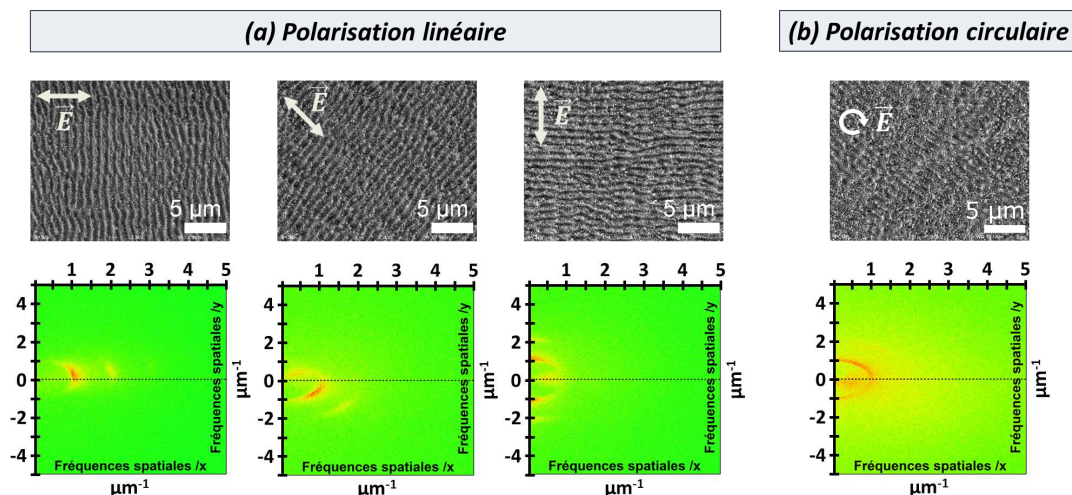 (a) Polarisation linéaire
(b) Polarisation circulaire
E
5 µm
E
5 µm
E
5 µm
E
5 µm
1 2 3 4 5
4
2
0
-2
-4
Fréquences spatiales /y
Fréquences spatiales /x
µm-1
µm-1
1 2 3 4 5
4
2
0
-2
-4
Fréquences spatiales /y
Fréquences spatiales /x
µm-1
µm-1
1 2 3 4 5
4
2
0
-2
-4
Fréquences spatiales /y
Fréquences spatiales /x
µm-1
µm-1
1 2 3 4 5
4
2
0
-2
-4
Fréquences spatiales /y
Fréquences spatiales /x
µm-1
µm-1